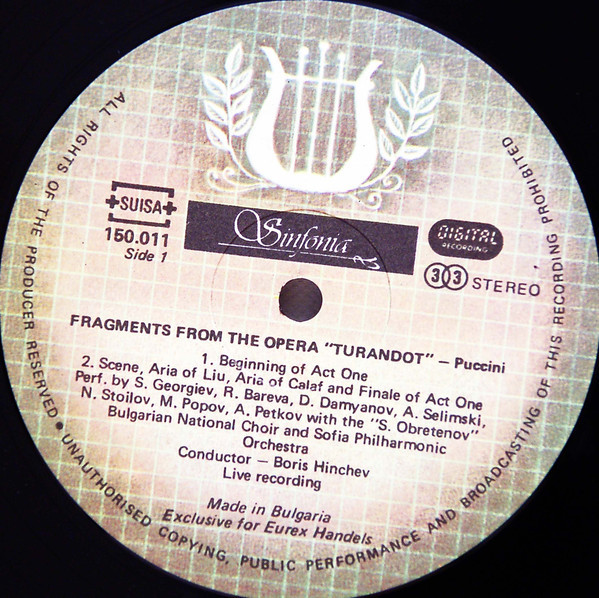 SUISA
150.011
Side 1
Sinfonia
DIGITAL
RECORDING
33 STEREO
FRAGMENTS FROM THE OPERA "TURANDOT" – Puccini
1. Beginning of Act One
2. Scene, Aria of Liu, Aria of Calaf and Finale of Act One
Perf. by S. Georgiev, R. Bareva, D. Damyanov, A. Selimski,
N. Stoilov, M. Popov, A. Petkov with the "S. Obretenov"
Bulgarian National Choir and Sofia Philharmonic
Orchestra
Conductor – Boris Hinchev
Live recording
Made in Bulgaria
Exclusive for Eurex Handels
ALL RIGHTS OF THE PRODUCER RESERVED • UNAUTHORISED COPYING, PUBLIC PERFORMANCE AND BROADCASTING OF THIS RECORDING PROHIBITED